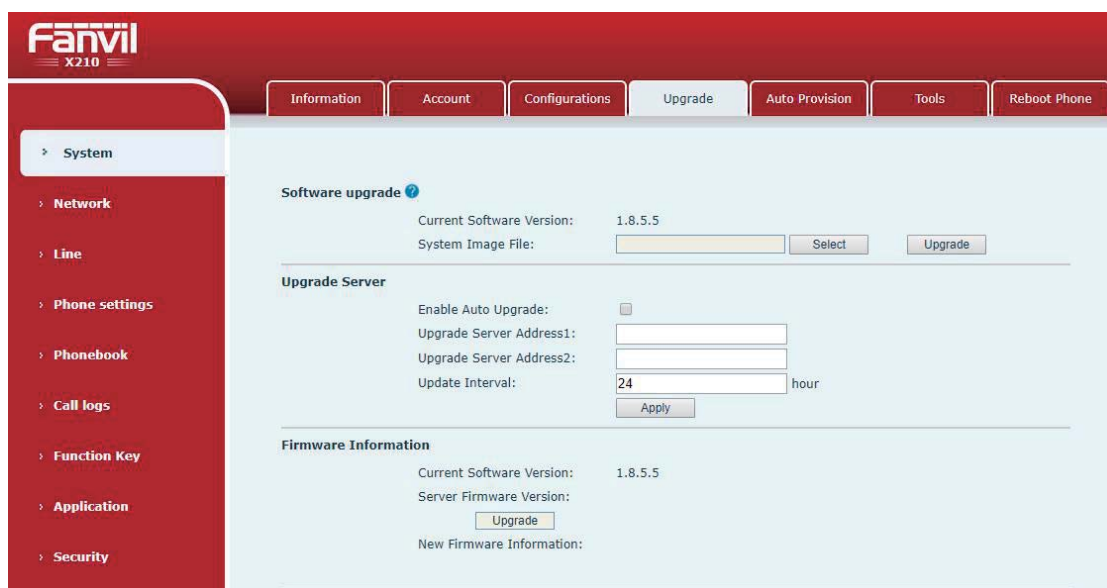 Fanvil
X210
Information
Account
Configurations
Upgrade
Auto Provision
Tools
Reboot Phone
System
Network
Line
Phone settings
Phonebook
Call logs
Function Key
Application
Security
Software upgrade ?
Current Software Version: 1.8.5.5
System Image File: Select Upgrade
Upgrade Server
Enable Auto Upgrade:
Upgrade Server Address1:
Upgrade Server Address2:
Update Interval: 24 hour
Apply
Firmware Information
Current Software Version: 1.8.5.5
Server Firmware Version:
Upgrade
New Firmware Information: